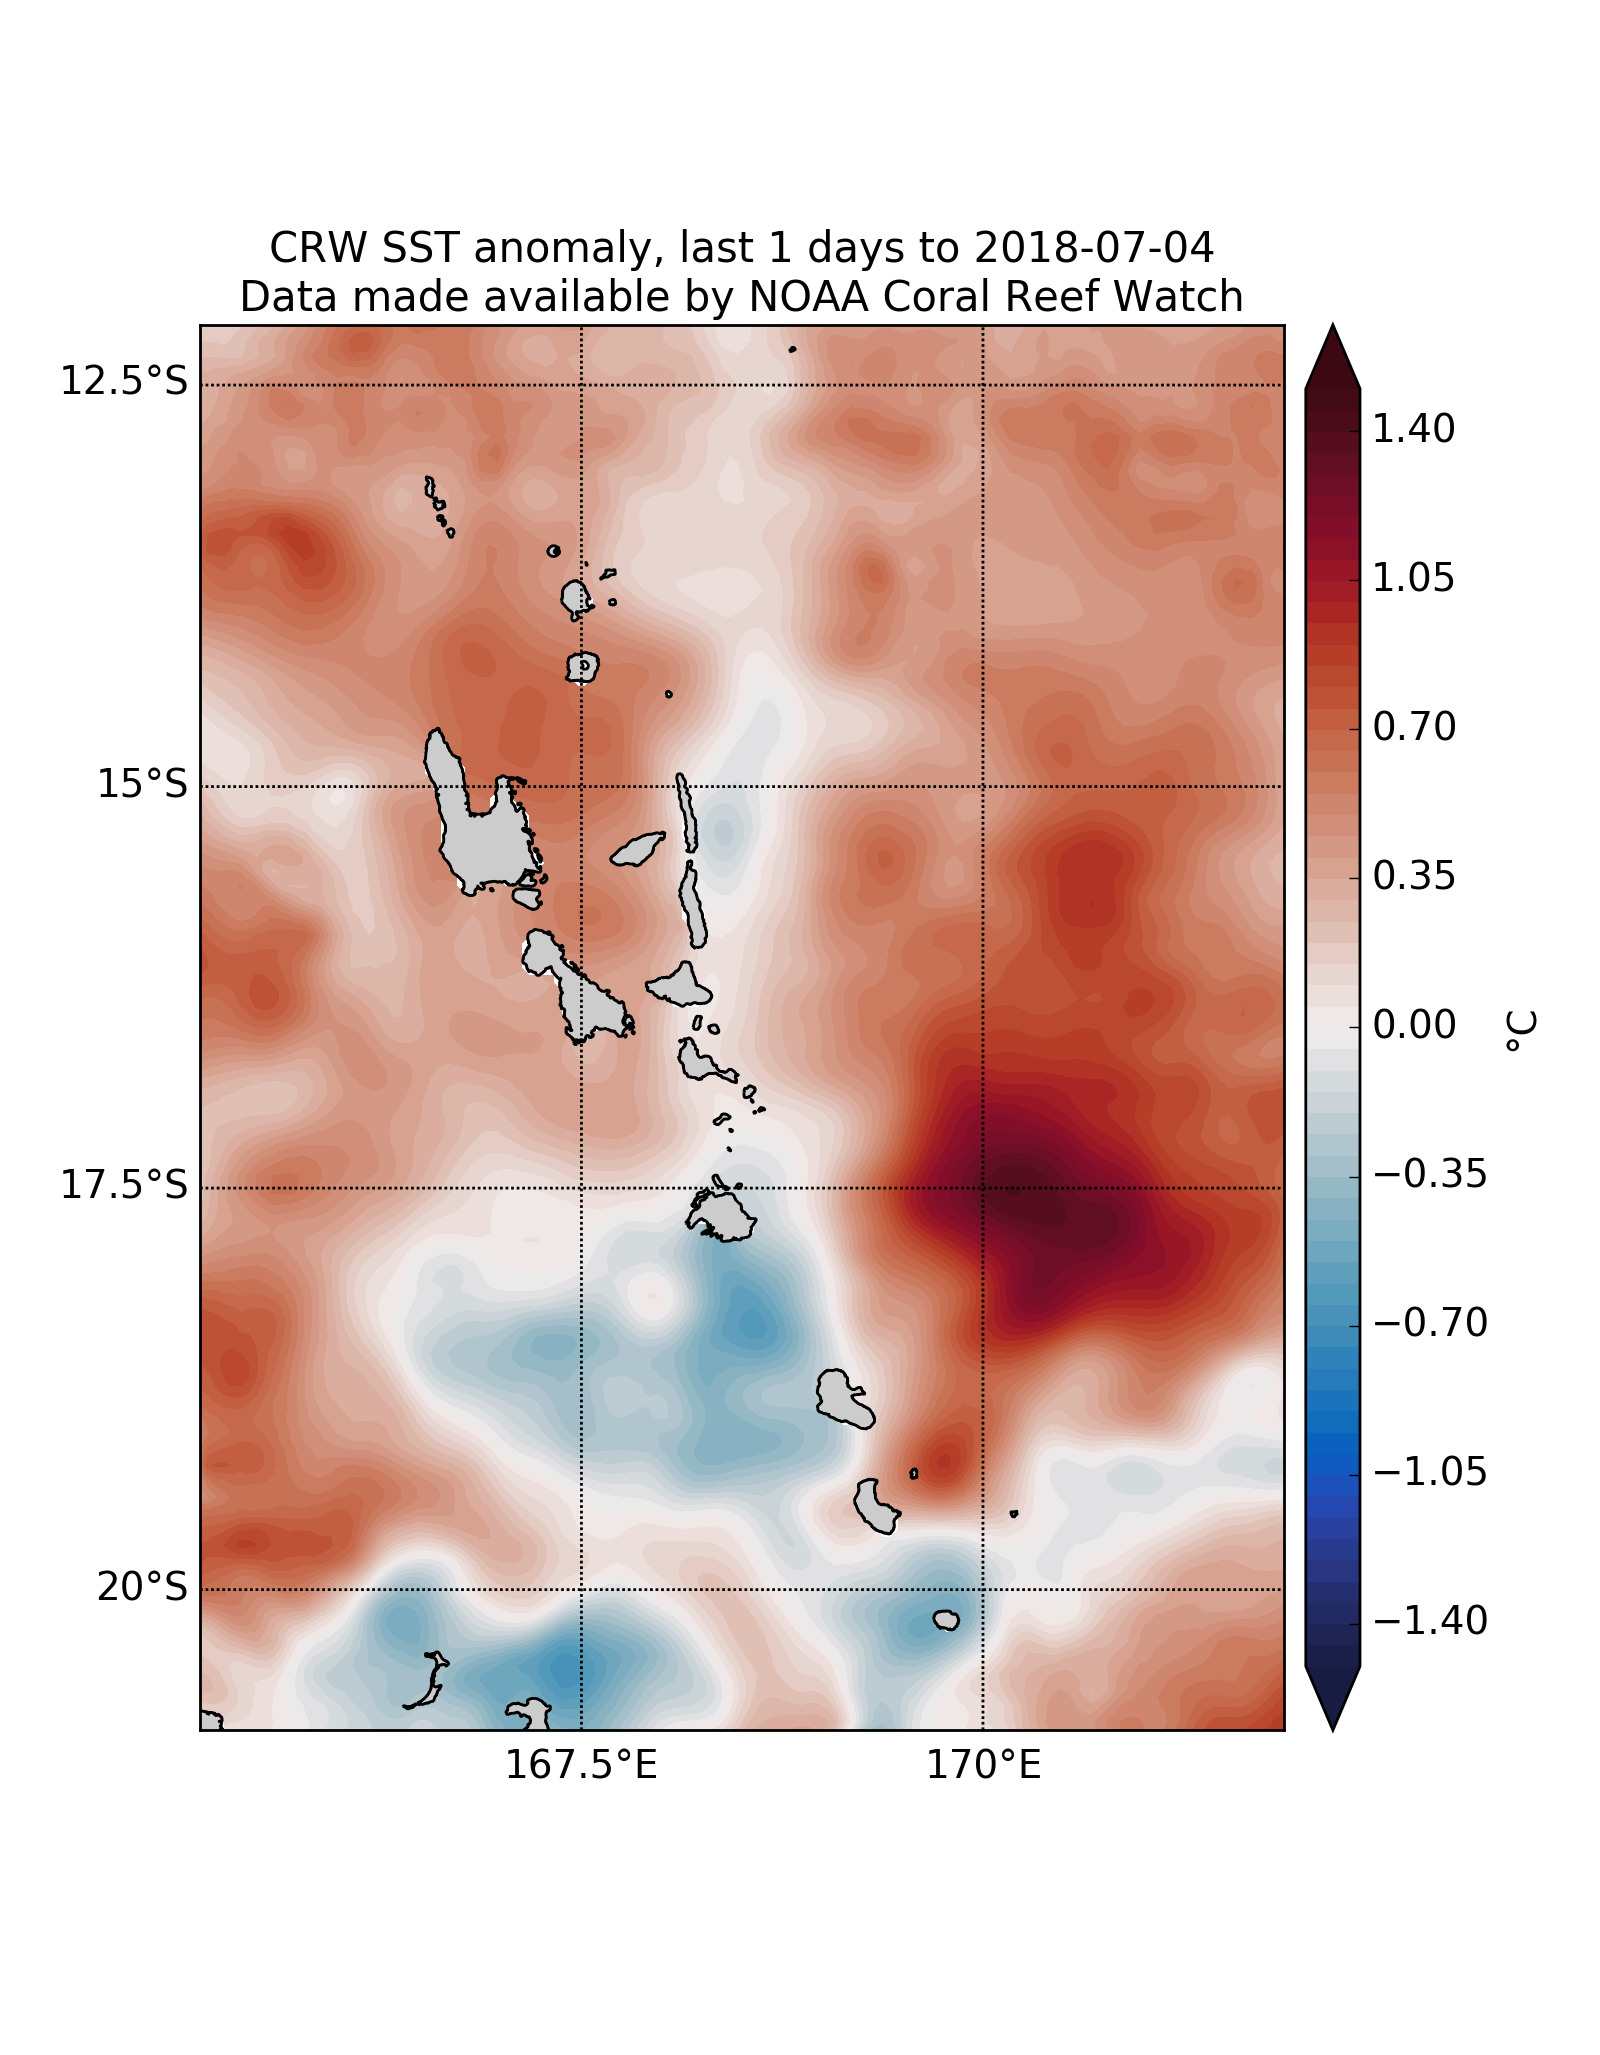 CRW SST anomaly, last 1 days to 2018-07-04
Data made available by NOAA Coral Reef Watch
12.5°S
15°S
17.5°S
20°S
167.5°E
170°E
1.40
1.05
0.70
0.35
0.00
−0.35
−0.70
−1.05
−1.40
°C